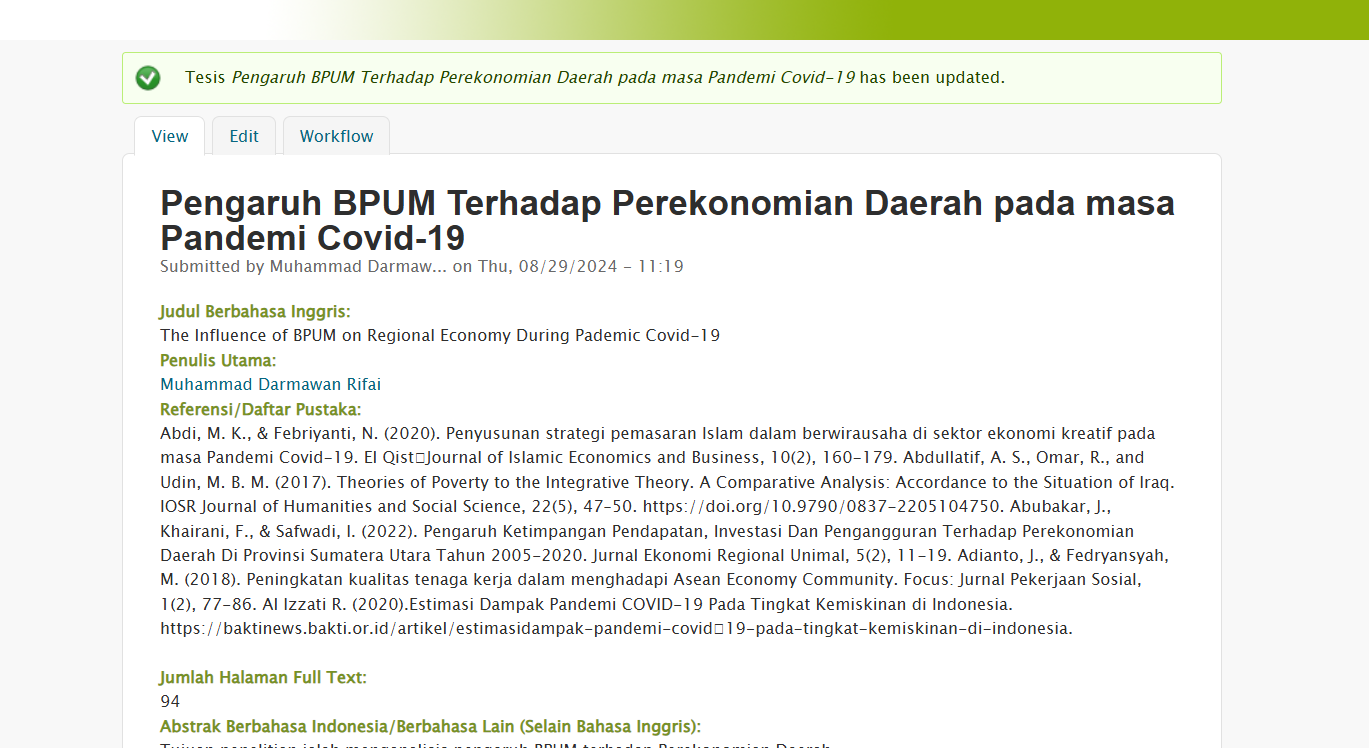 Tesis Pengaruh BPUM Terhadap Perekonomian Daerah pada masa Pandemi Covid-19 has been updated.
View Edit Workflow
Pengaruh BPUM Terhadap Perekonomian Daerah pada masa
Pandemi Covid-19
Submitted by Muhammad Darmaw... on Thu, 08/29/2024 - 11:19
Judul Berbahasa Inggris:
The Influence of BPUM on Regional Economy During Pademic Covid-19
Penulis Utama:
Muhammad Darmawan Rifai
Referensi/Daftar Pustaka:
Abdi, M. K., & Febriyanti, N. (2020). Penyusunan strategi pemasaran Islam dalam berwirausaha di sektor ekonomi kreatif pada
masa Pandemi Covid-19. El Qist□Journal of Islamic Economics and Business, 10(2), 160-179. Abdullatif, A. S., Omar, R., and
Udin, M. B. M. (2017). Theories of Poverty to the Integrative Theory. A Comparative Analysis: Accordance to the Situation of Iraq.
IOSR Journal of Humanities and Social Science, 22(5), 47-50. https://doi.org/10.9790/0837-2205104750. Abubakar, J.,
Khairani, F., & Safwadi, I. (2022). Pengaruh Ketimpangan Pendapatan, Investasi Dan Pengangguran Terhadap Perekonomian
Daerah Di Provinsi Sumatera Utara Tahun 2005-2020. Jurnal Ekonomi Regional Unimal, 5(2), 11-19. Adianto, J., & Fedryansyah,
M. (2018). Peningkatan kualitas tenaga kerja dalam menghadapi Asean Economy Community. Focus: Jurnal Pekerjaan Sosial,
1(2), 77-86. Al Izzati R. (2020).Estimasi Dampak Pandemi COVID-19 Pada Tingkat Kemiskinan di Indonesia.
https://baktinews.bakti.or.id/artikel/estimasidampak-pandemi-covid□19-pada-tingkat-kemiskinan-di-indonesia.
Jumlah Halaman Full Text:
94
Abstrak Berbahasa Indonesia/Berbahasa Lain (Selain Bahasa Inggris):
Tujuan penelitian ialah menganalisis pengaruh BPUM terhadap Perekonomian Daerah